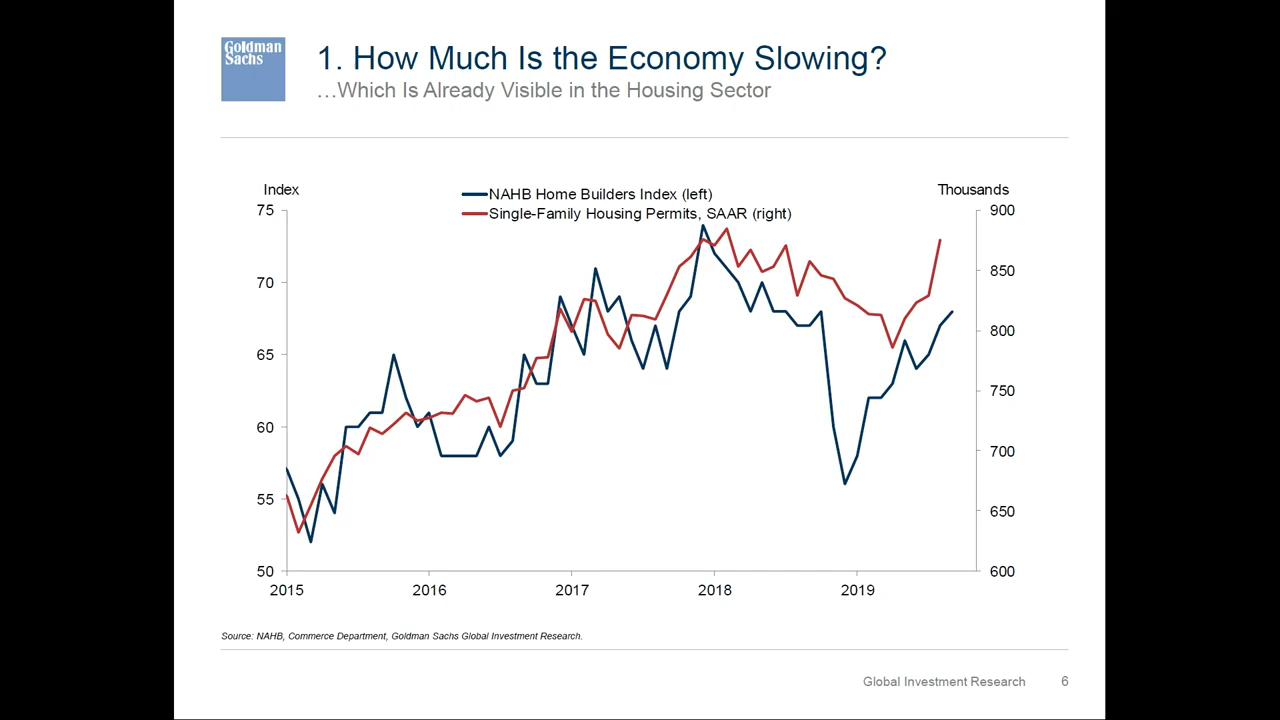 Goldman
Sachs
1. How Much Is the Economy Slowing?
…Which Is Already Visible in the Housing Sector
Index
Thousands
NAHB Home Builders Index (left)
Single-Family Housing Permits, SAAR (right)
75
70
65
60
55
50
900
850
800
750
700
650
600
2015 2016 2017 2018 2019
Source: NAHB, Commerce Department, Goldman Sachs Global Investment Research.
Global Investment Research 6